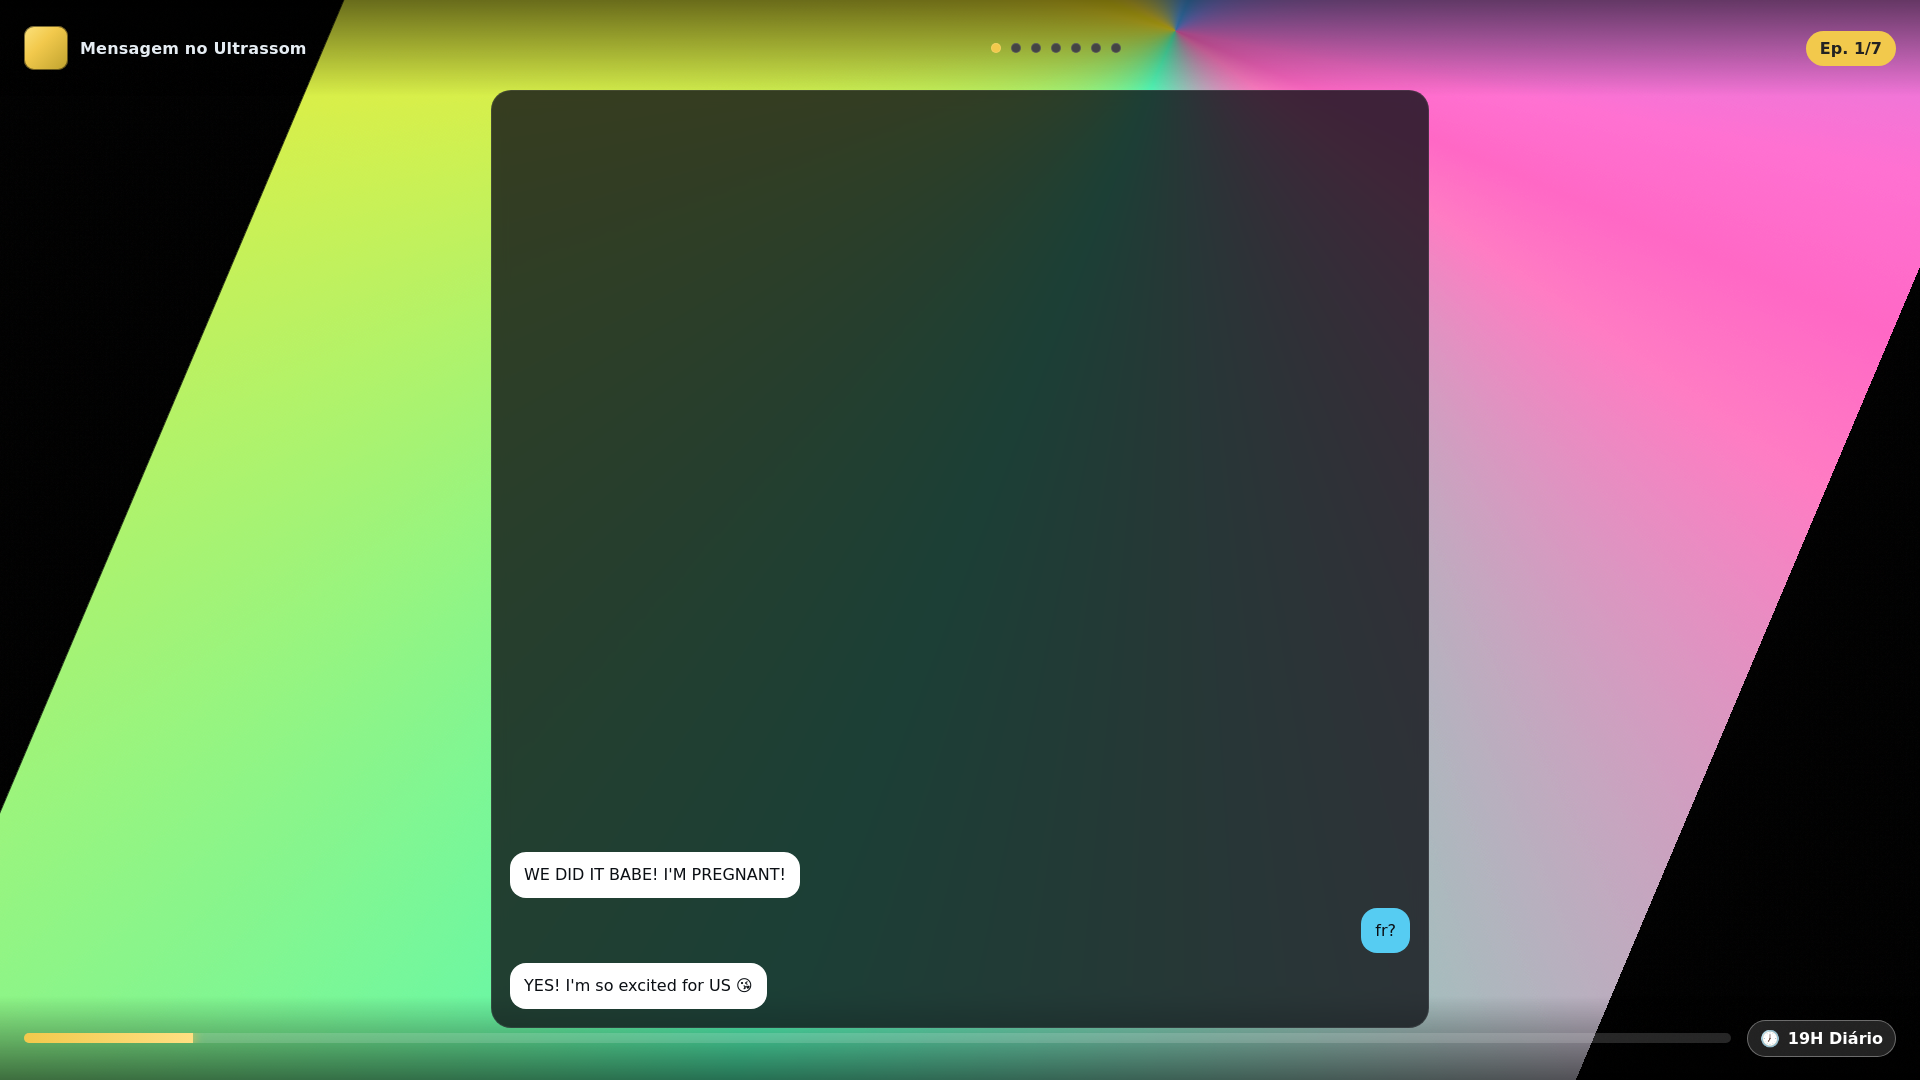 Mensagem no Ultrassom
Ep. 1/7
WE DID IT BABE! I'M PREGNANT!
fr?
YES! I'm so excited for US 😘
🕖 19H Diário